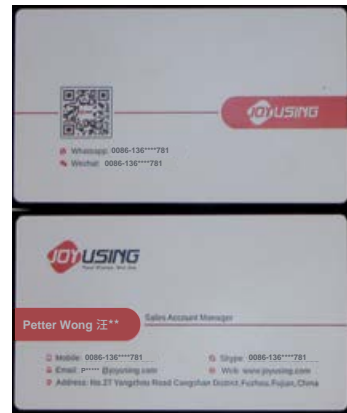 JOYUSING
Whatsapp: 0086-136****781
Wechat: 0086-136****781
JOYUSING
Sales Account Manager
Petter Wong 汪**
Mobile: 0086-136****781
Skype: 0086-136****781
Email: P***** @joyusing.com
Web: www.joyusing.com
Address: No.27 Yangzhou Road Cangshan District, Fuzhou, Fujian, China